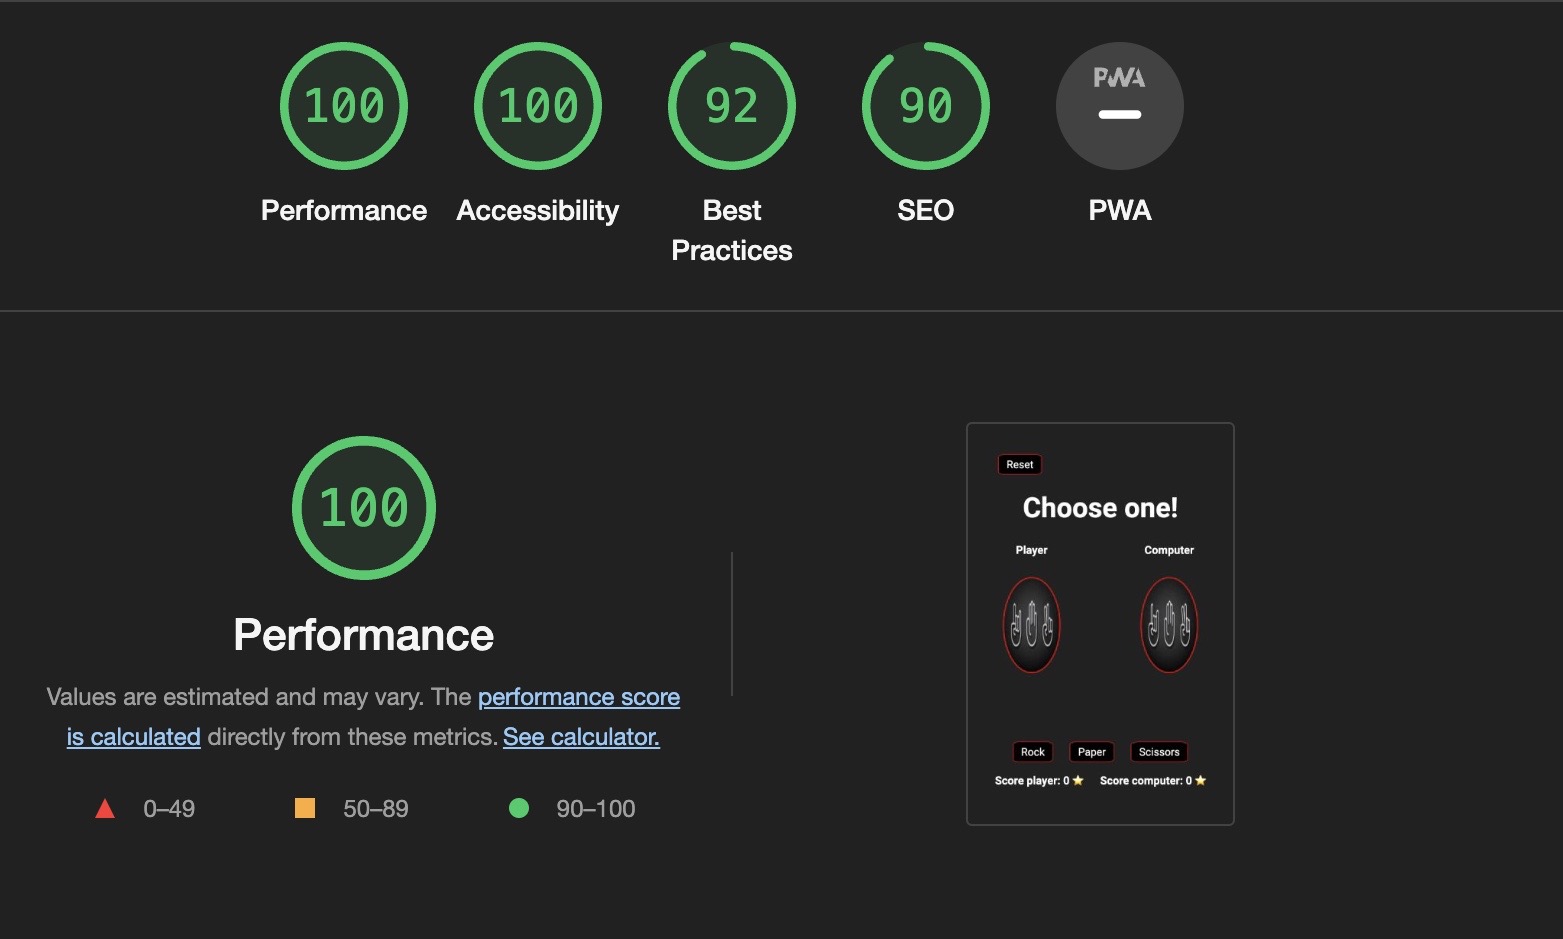 100
100
92
90
PWA
Performance
Accessibility
Best
Practices
SEO
PWA
100
Performance
Values are estimated and may vary. The performance score
is calculated directly from these metrics. See calculator.
0–49
50–89
90–100
Reset
Choose one!
Player
Computer
Rock
Paper
Scissors
Score player: 0 ⭐
Score computer: 0 ⭐